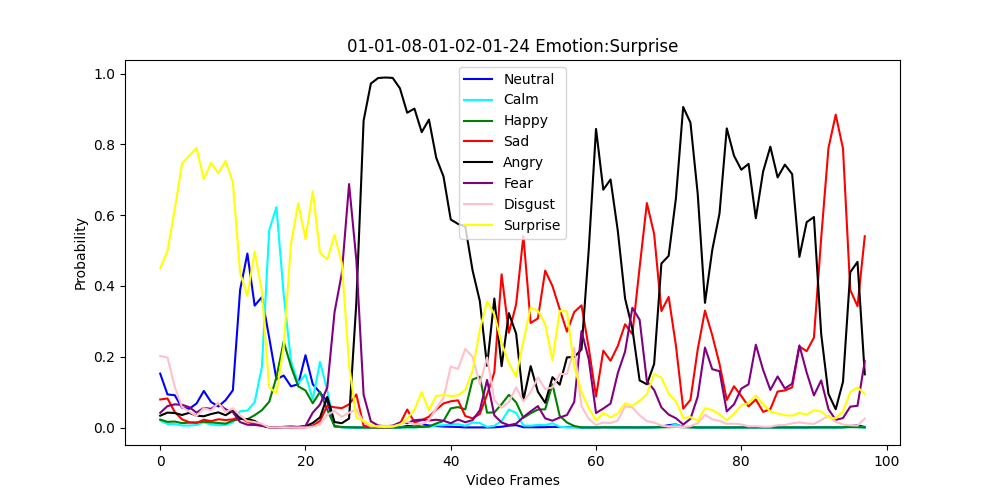 01-01-08-01-02-01-24 Emotion:Surprise
Probability
1.0
0.8
0.6
0.4
0.2
0.0
Neutral
Calm
Happy
Sad
Angry
Fear
Disgust
Surprise
0 20 40 60 80 100
Video Frames